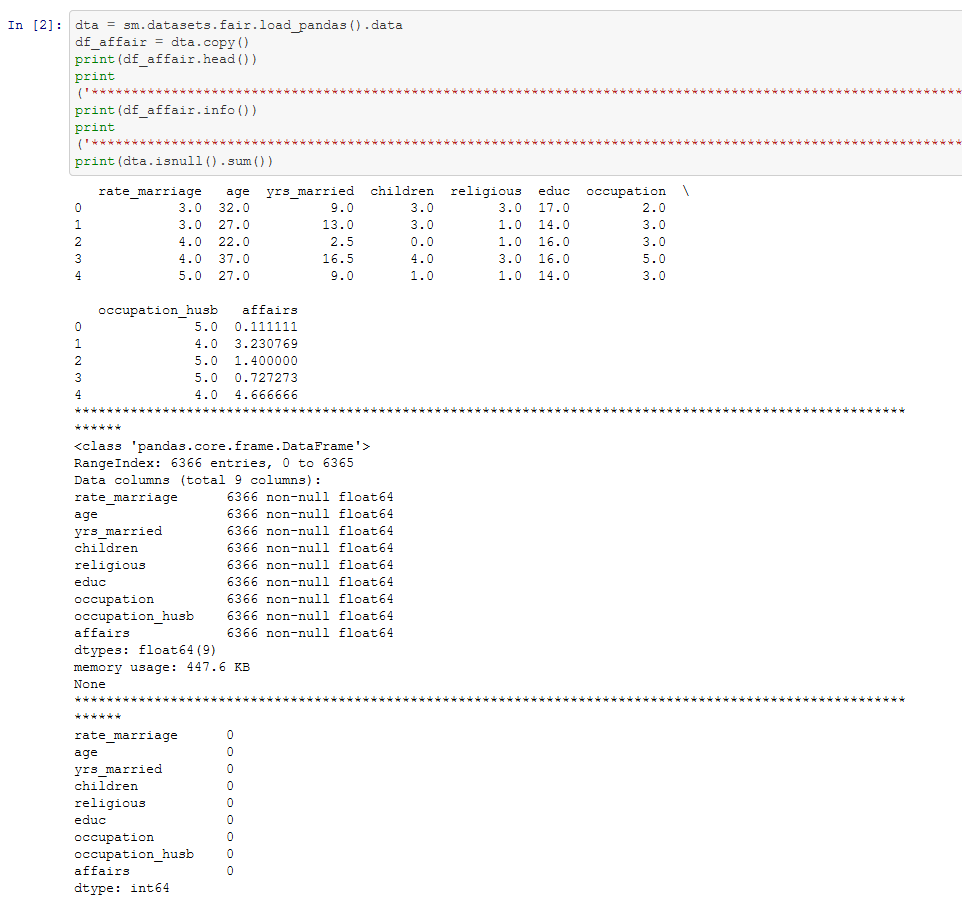 In [2]: dta = sm.datasets.fair.load_pandas().data
df_affair = dta.copy()
print(df_affair.head())
print
('*************************************************************************************************************
print(df_affair.info())
print
('*************************************************************************************************************
print(dta.isnull().sum())
   rate_marriage   age  yrs_married  children  religious  educ  occupation  \
0            3.0  32.0          9.0       3.0        3.0  17.0         2.0
1            3.0  27.0         13.0       3.0        1.0  14.0         3.0
2            4.0  22.0          2.5       0.0        1.0  16.0         3.0
3            4.0  37.0         16.5       4.0        3.0  16.0         5.0
4            5.0  27.0          9.0       1.0        1.0  14.0         3.0
   occupation_husb   affairs
0              5.0  0.111111
1              4.0  3.230769
2              5.0  1.400000
3              5.0  0.727273
4              4.0  4.666666
********************************************************************************************************
******
<class 'pandas.core.frame.DataFrame'>
RangeIndex: 6366 entries, 0 to 6365
Data columns (total 9 columns):
rate_marriage      6366 non-null float64
age                6366 non-null float64
yrs_married        6366 non-null float64
children           6366 non-null float64
religious          6366 non-null float64
educ               6366 non-null float64
occupation         6366 non-null float64
occupation_husb    6366 non-null float64
affairs            6366 non-null float64
dtypes: float64(9)
memory usage: 447.6 KB
None
********************************************************************************************************
******
rate_marriage      0
age                0
yrs_married        0
children           0
religious          0
educ               0
occupation         0
occupation_husb    0
affairs            0
dtype: int64